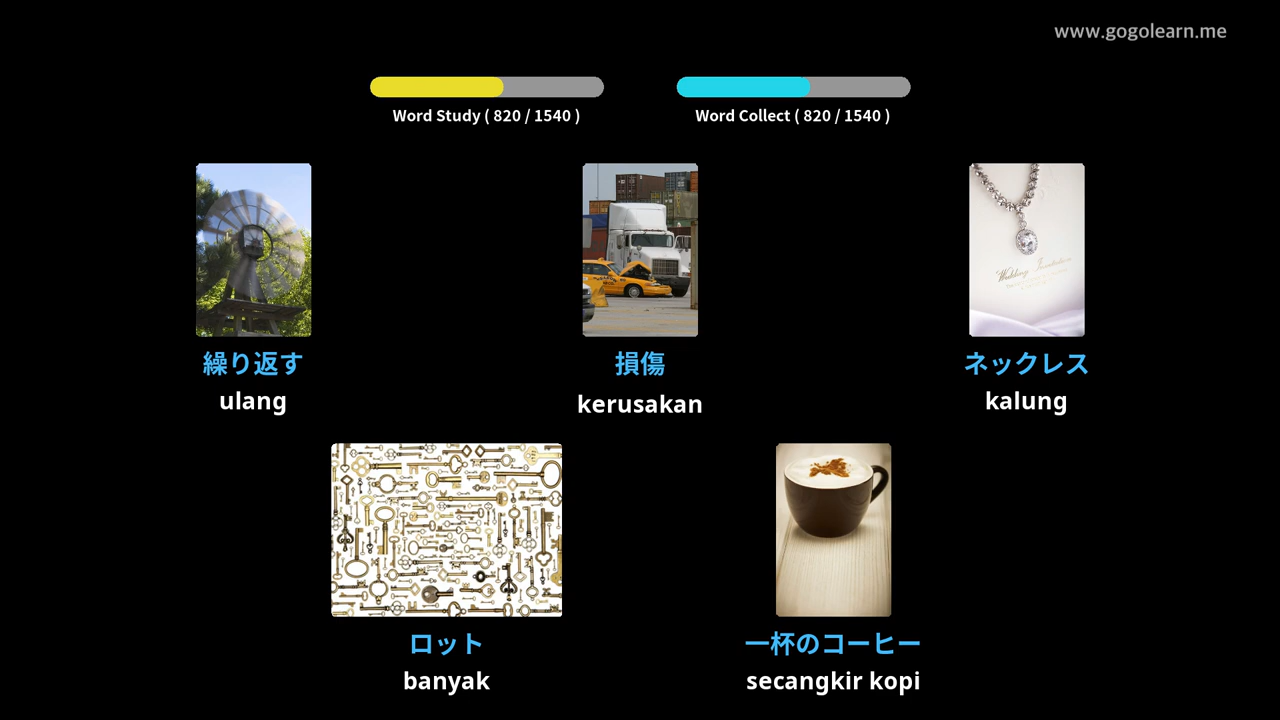 www.gogolearn.me
Word Study ( 820 / 1540 )
Word Collect ( 820 / 1540 )
繰り返す
ulang
損傷
kerusakan
Wedding Invitation
ネックレス
kalung
ロット
banyak
一杯のコーヒー
secangkir kopi